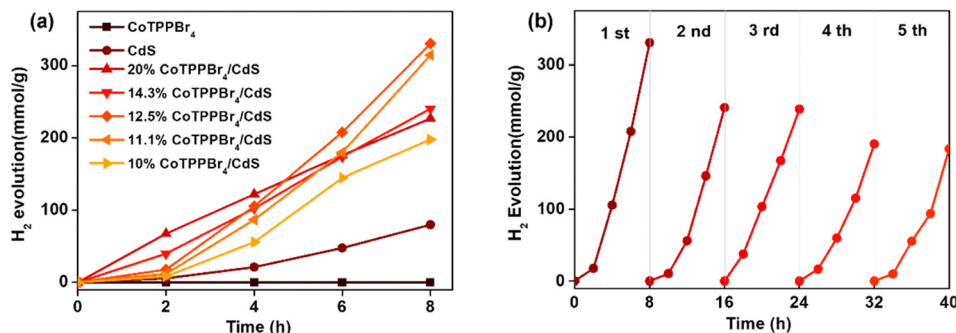 (a)
CoTPPBr₄
CdS
20% CoTPPBr₄/CdS
14.3% CoTPPBr₄/CdS
12.5% CoTPPBr₄/CdS
11.1% CoTPPBr₄/CdS
10% CoTPPBr₄/CdS
H₂ evolution(mmol/g)
300
200
100
0
0 2 4 6 8
Time (h)
(b)
1 st 2 nd 3 rd 4 th 5 th
H₂ Evolution(mmol/g)
300
200
100
0
0 8 16 24 32 40
Time (h)